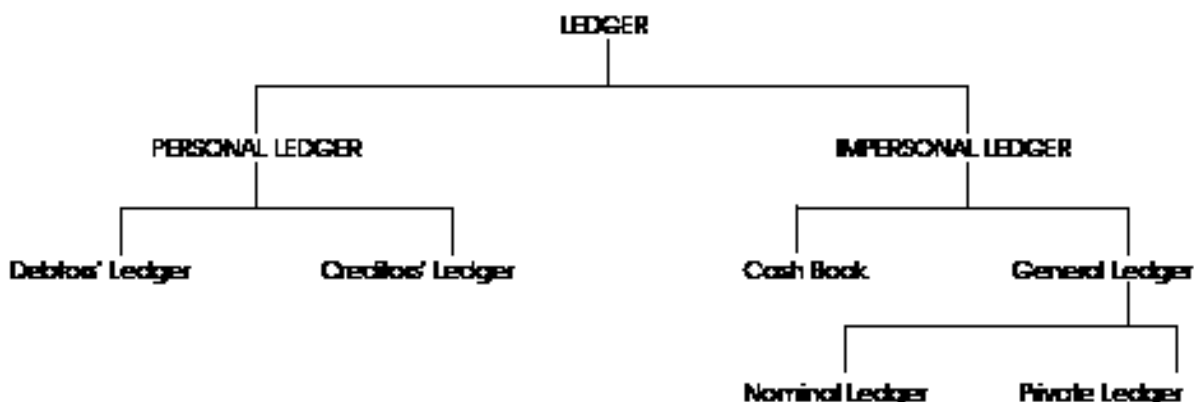 LEDGER
PERSONAL LEDGER IMPERSONAL LEDGER
Debtors' Ledger Creditors' Ledger Cash Book General Ledger
Nominal Ledger Private Ledger